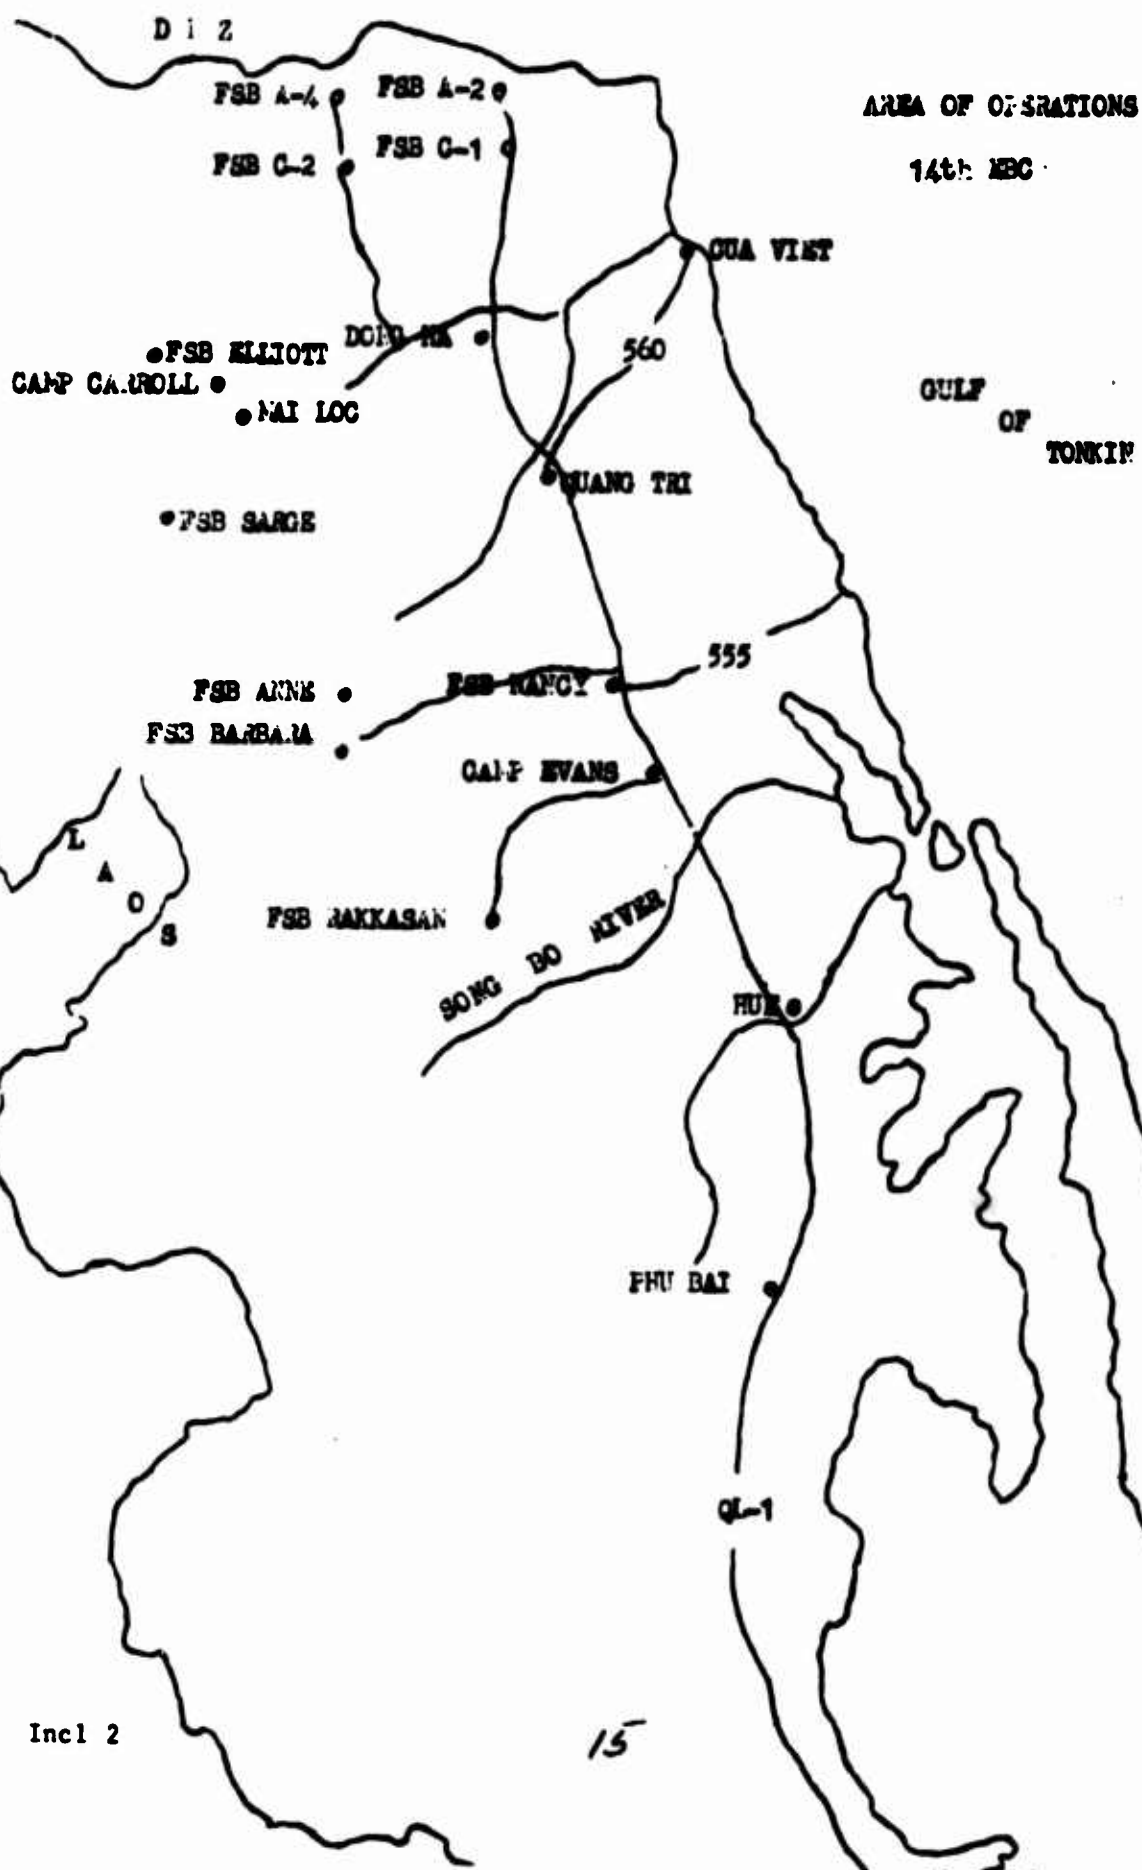 DMZ
FSB A-4
FSB A-2
AREA OF OPERATIONS
FSB C-2
FSB C-1
14th
CUA VIET
DONG HA
560
FSB ELLIOTT
CAMP CARROLL
MAI LOC
GULF
OF
TONKIN
QUANG TRI
FSB SARGE
555
FSB ANNE
FSB NANCY
FSB BARBARA
CAMP EVANS
LAOS
FSB RAKKASAN
SONG BO RIVER
HUE
PHU BAI
QL-1
Incl 2
15